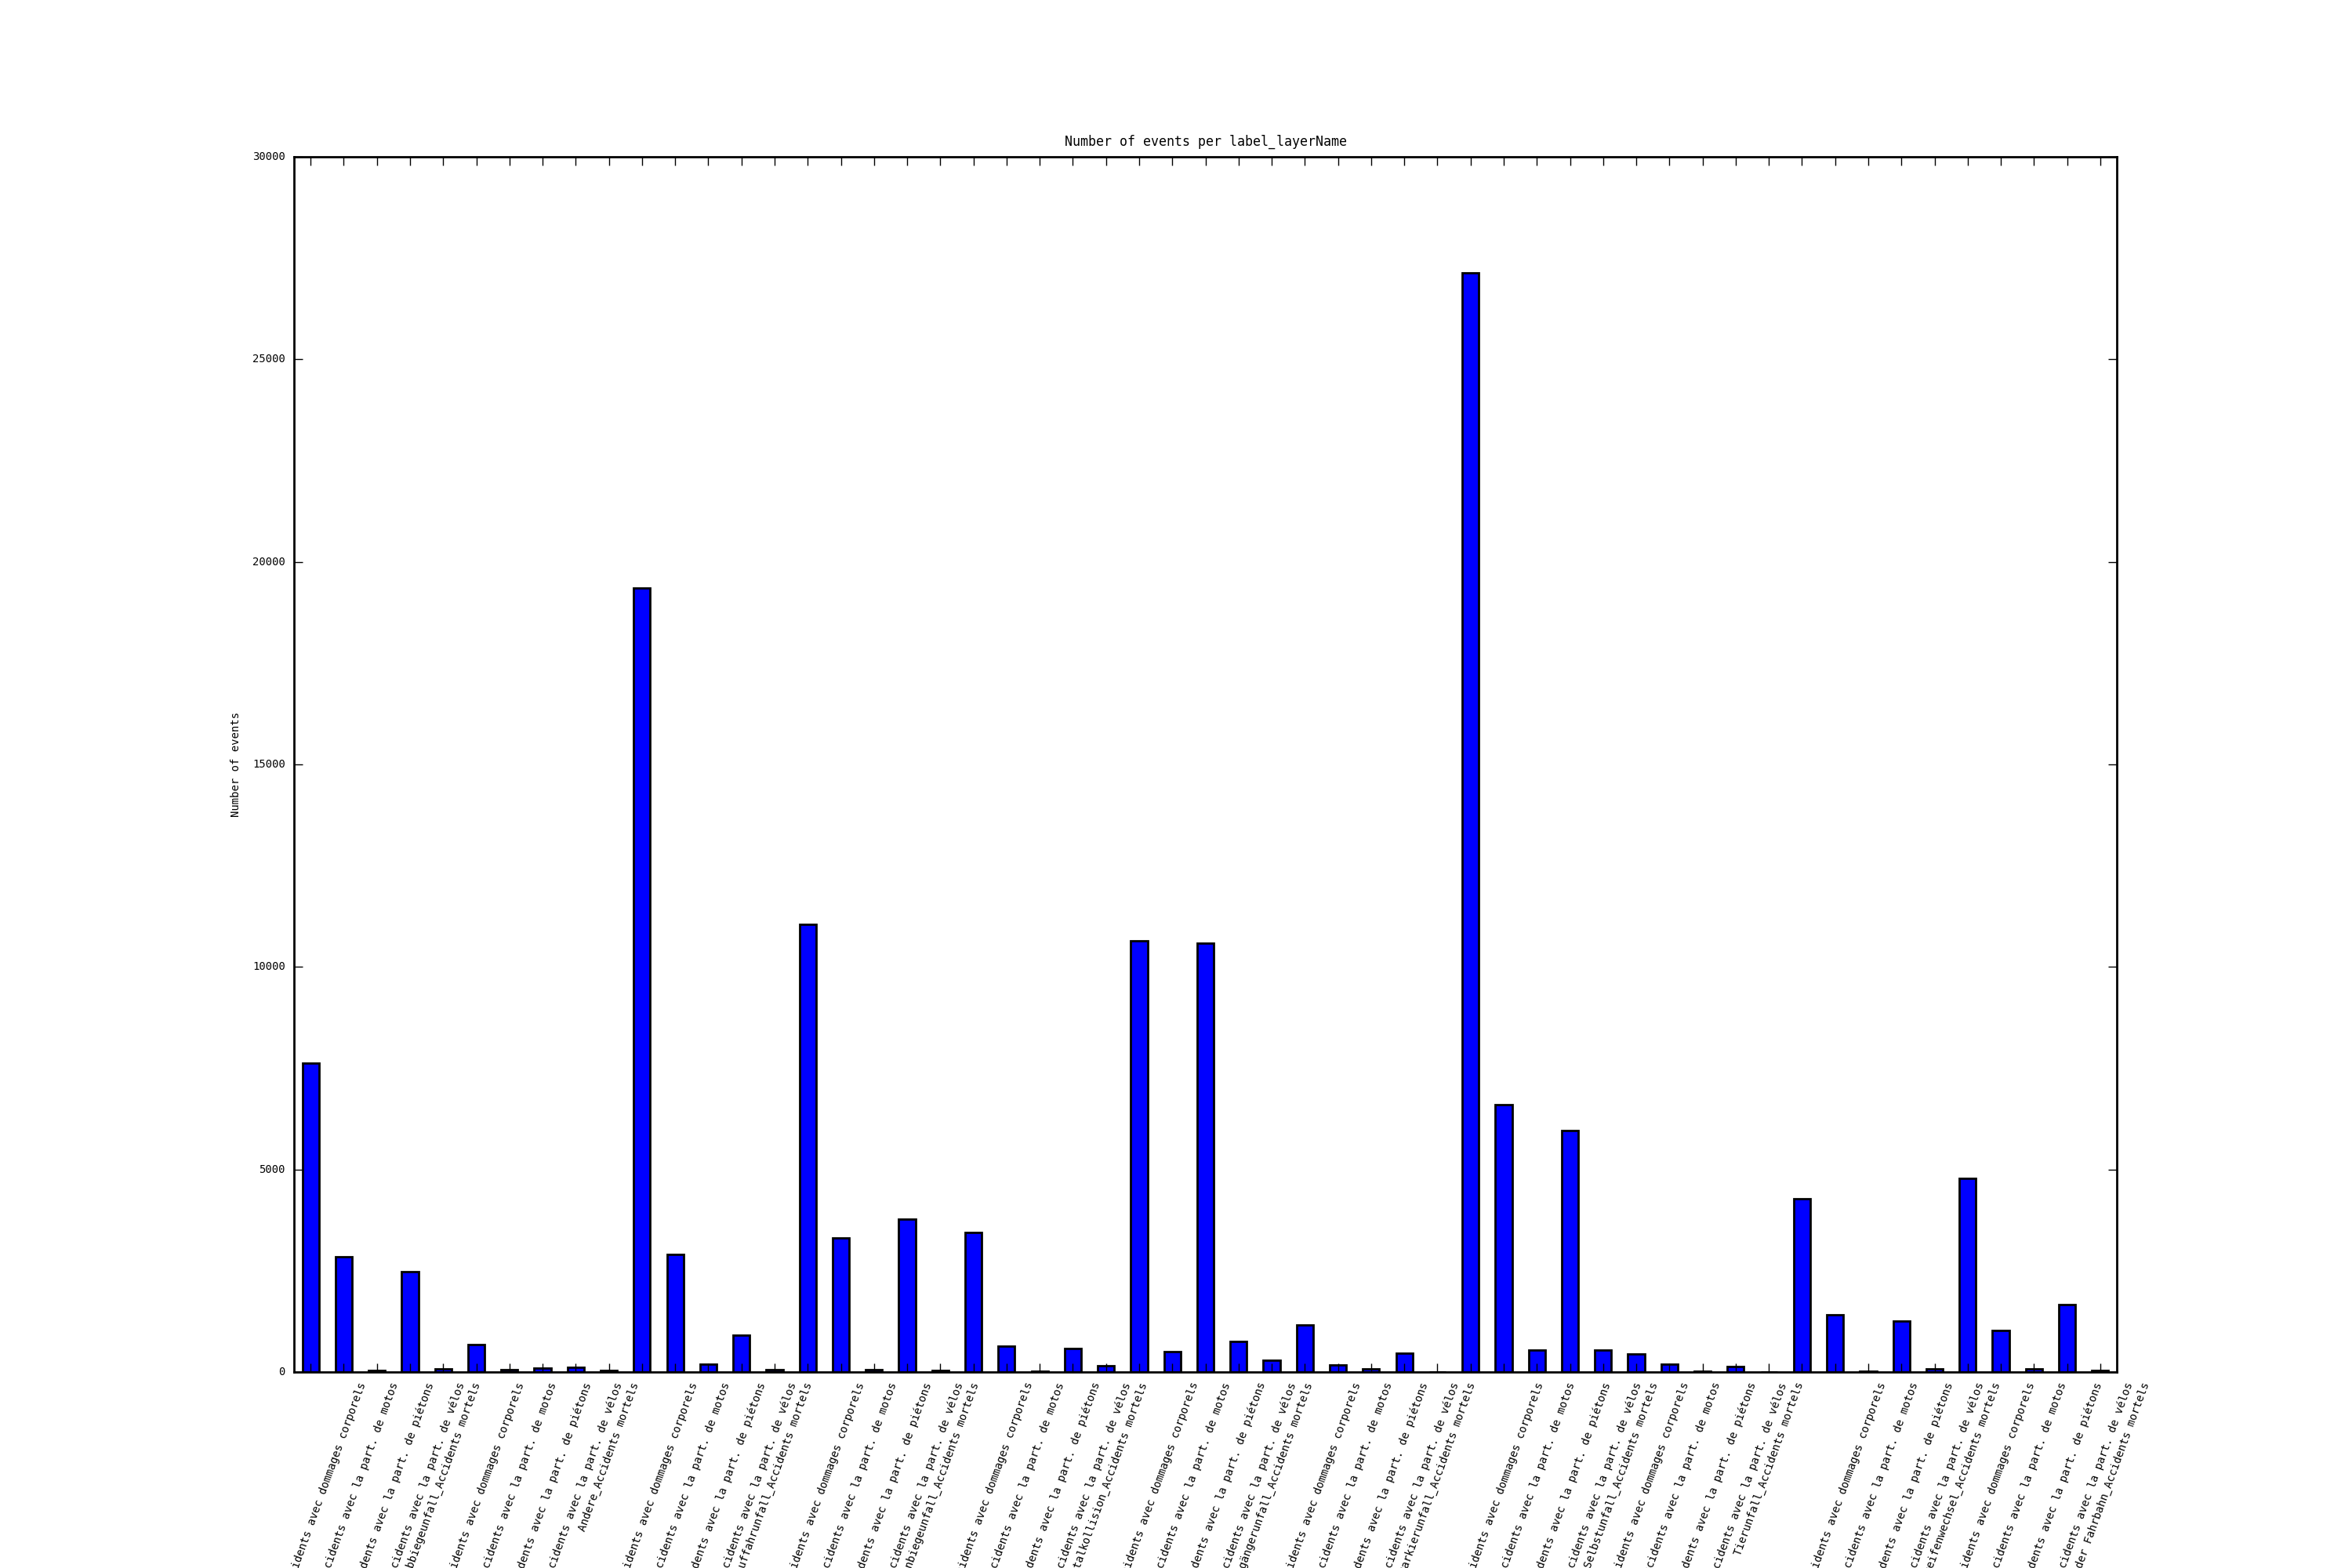 Number of events per label_layerName
30000
25000
20000
15000
10000
5000
0
Number of events
idents avec dommages corporels
cidents avec la part. de motos
dents avec la part. de piétons
cidents avec la part. de vélos
bbiegeunfall_Accidents mortels
idents avec dommages corporels
cidents avec la part. de motos
dents avec la part. de piétons
cidents avec la part. de vélos
Andere_Accidents mortels
idents avec dommages corporels
cidents avec la part. de motos
dents avec la part. de piétons
cidents avec la part. de vélos
uffahrunfall_Accidents mortels
idents avec dommages corporels
cidents avec la part. de motos
dents avec la part. de piétons
cidents avec la part. de vélos
nbiegeunfall_Accidents mortels
idents avec dommages corporels
cidents avec la part. de motos
dents avec la part. de piétons
cidents avec la part. de vélos
talkollision_Accidents mortels
idents avec dommages corporels
cidents avec la part. de motos
dents avec la part. de piétons
cidents avec la part. de vélos
gängerunfall_Accidents mortels
idents avec dommages corporels
cidents avec la part. de motos
dents avec la part. de piétons
cidents avec la part. de vélos
arkierunfall_Accidents mortels
idents avec dommages corporels
cidents avec la part. de motos
dents avec la part. de piétons
cidents avec la part. de vélos
Selbstunfall_Accidents mortels
idents avec dommages corporels
cidents avec la part. de motos
dents avec la part. de piétons
cidents avec la part. de vélos
Tierunfall_Accidents mortels
idents avec dommages corporels
cidents avec la part. de motos
dents avec la part. de piétons
cidents avec la part. de vélos
eifenwechsel_Accidents mortels
idents avec dommages corporels
cidents avec la part. de motos
dents avec la part. de piétons
cidents avec la part. de vélos
der Fahrbahn_Accidents mortels